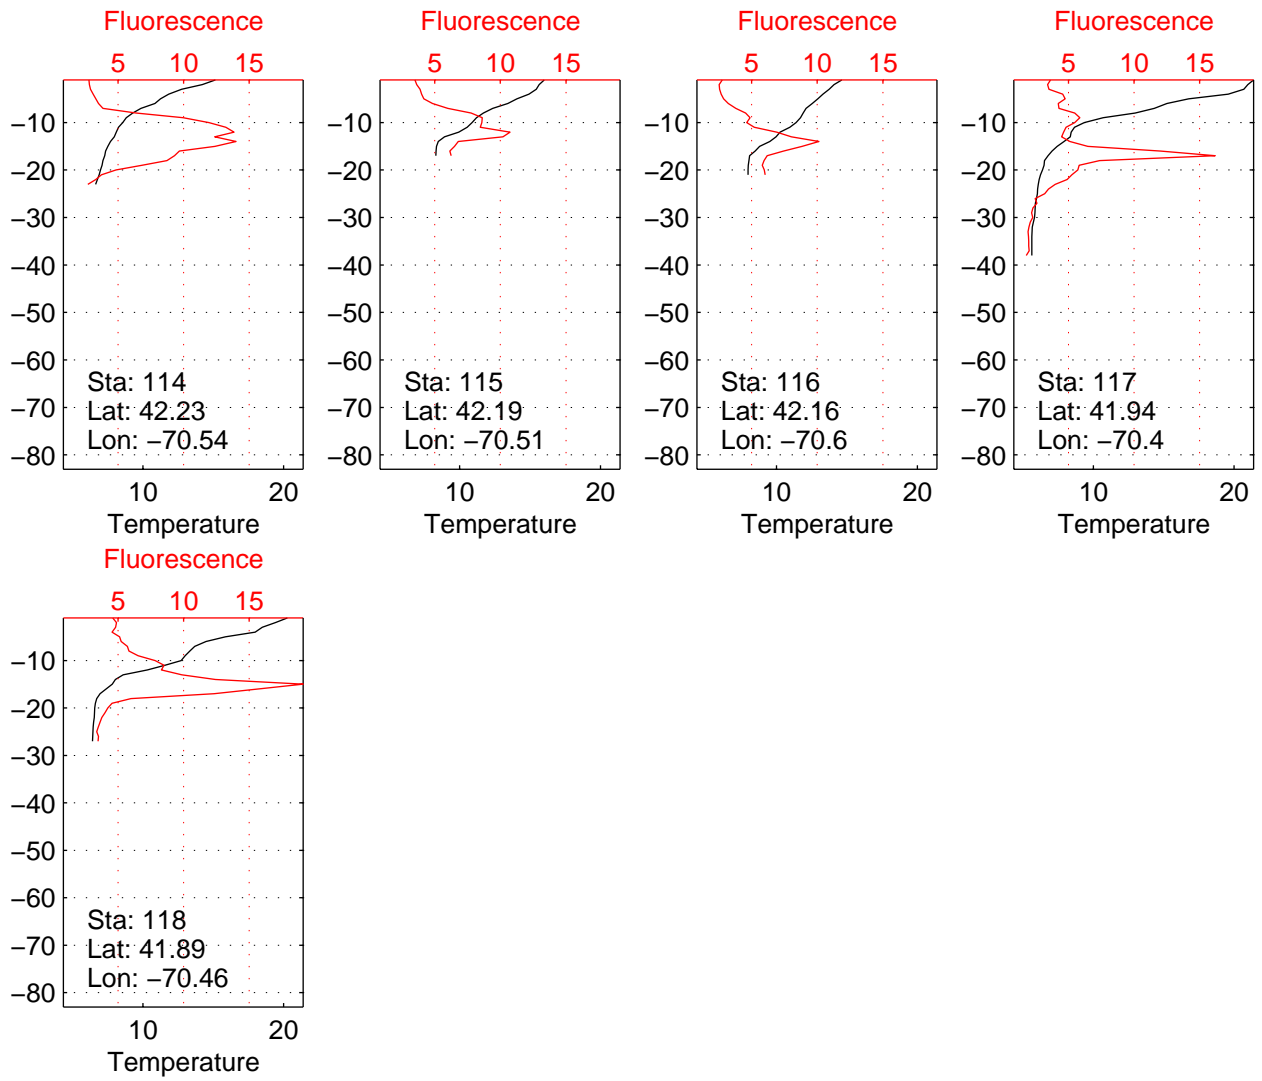 Fluorescence Fluorescence Fluorescence Fluorescence
5 10 15 5 10 15 5 10 15 5 10 15
−10 −10 −10 −10
−20 −20 −20 −20
−30 −30 −30 −30
−40 −40 −40 −40
−50 −50 −50 −50
−60 −60 −60 −60
Sta: 114 Sta: 115 Sta: 116 Sta: 117
−70 Lat: 42.23 −70 Lat: 42.19 −70 Lat: 42.16 −70 Lat: 41.94
Lon: −70.54 Lon: −70.51 Lon: −70.6 Lon: −70.4
−80 −80 −80 −80
10 20 10 20 10 20 10 20
Temperature Temperature Temperature Temperature
Fluorescence
5 10 15
−10
−20
−30
−40
−50
−60
Sta: 118
−70 Lat: 41.89
Lon: −70.46
−80
10 20
Temperature